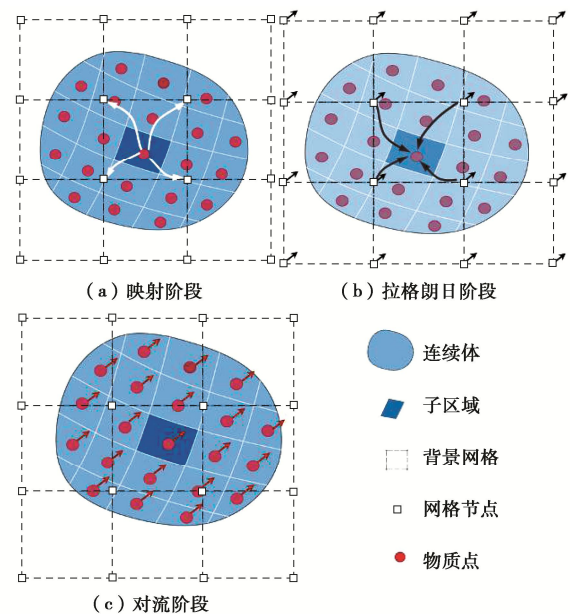 （a）映射阶段
（b）拉格朗日阶段
连续体
子区域
背景网格
网格节点
物质点
（c）对流阶段